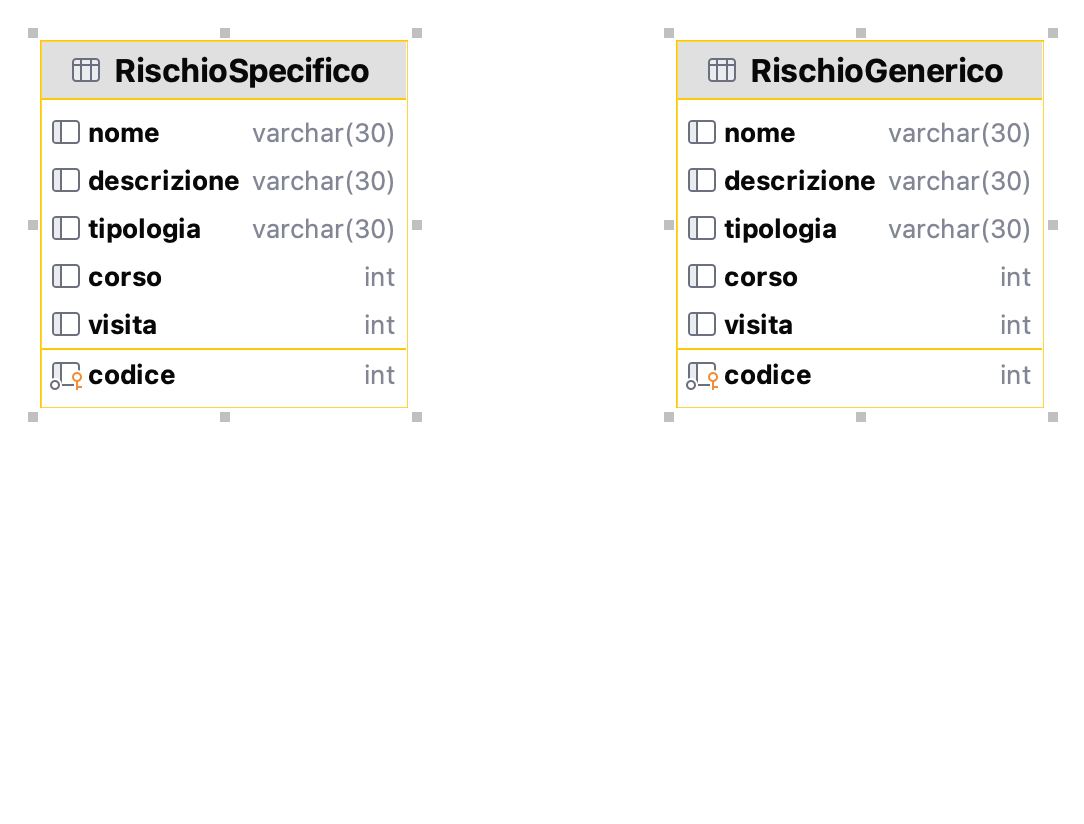 RischioSpecifico
nome varchar(30)
descrizione varchar(30)
tipologia varchar(30)
corso int
visita int
codice int
RischioGenerico
nome varchar(30)
descrizione varchar(30)
tipologia varchar(30)
corso int
visita int
codice int